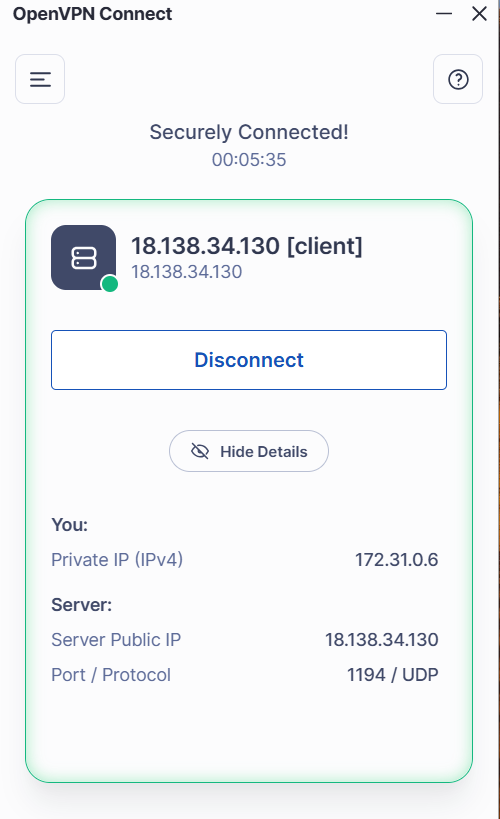 OpenVPN Connect
Securely Connected!
00:05:35
18.138.34.130 [client]
18.138.34.130
Disconnect
Hide Details
You:
Private IP (IPv4) 172.31.0.6
Server:
Server Public IP 18.138.34.130
Port / Protocol 1194 / UDP